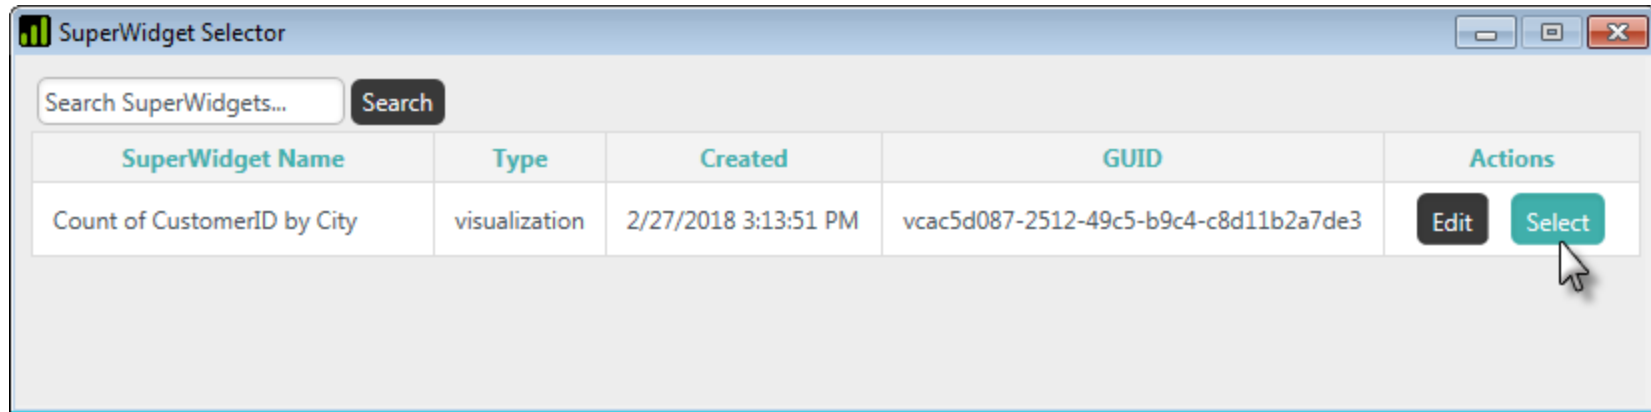 SuperWidget Selector
Search SuperWidgets... Search
SuperWidget Name Type Created GUID Actions
Count of CustomerID by City visualization 2/27/2018 3:13:51 PM vcac5d087-2512-49c5-b9c4-c8d11b2a7de3 Edit Select